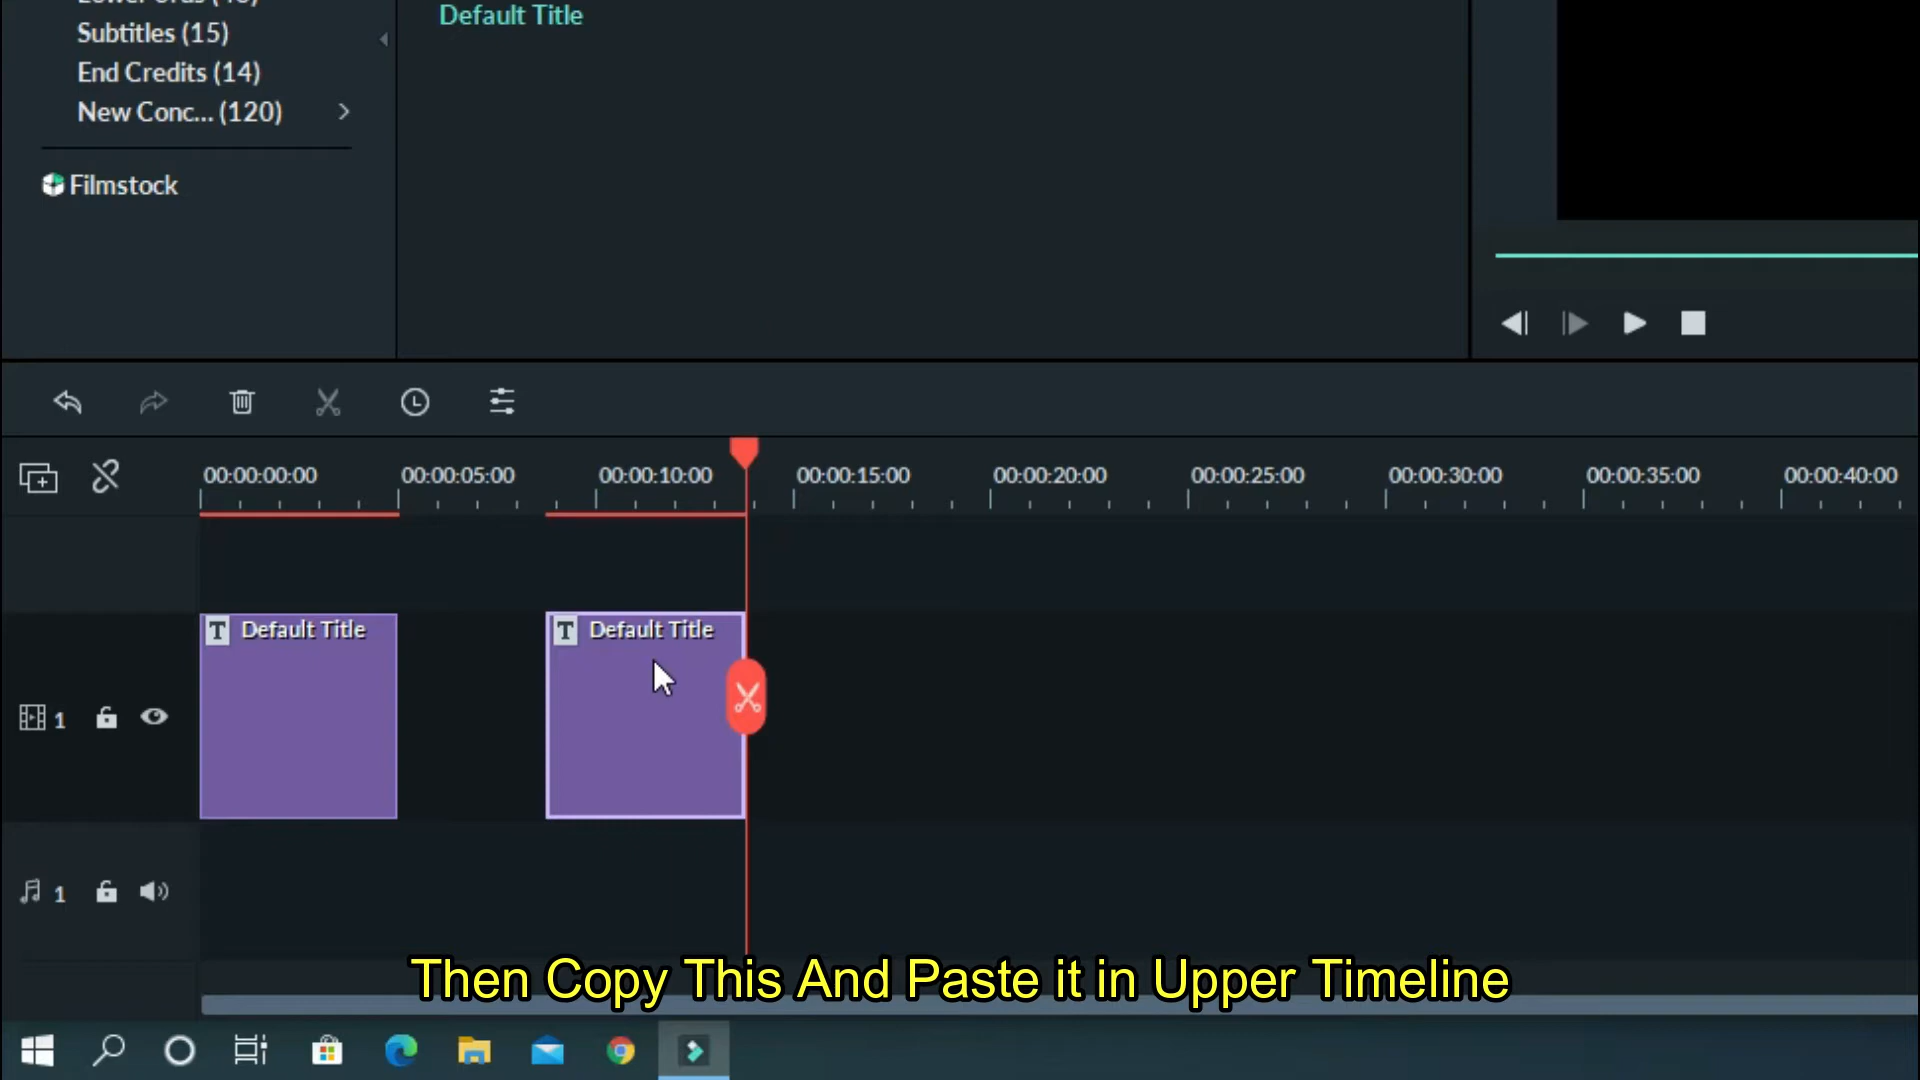 Default Title
Subtitles (15)
End Credits (14)
New Conc... (120)
Filmstock
00:00:00:00 00:00:05:00 00:00:10:00 00:00:15:00 00:00:20:00 00:00:25:00 00:00:30:00 00:00:35:00 00:00:40:00
T Default Title T Default Title
1
1
Then Copy This And Paste it in Upper Timeline